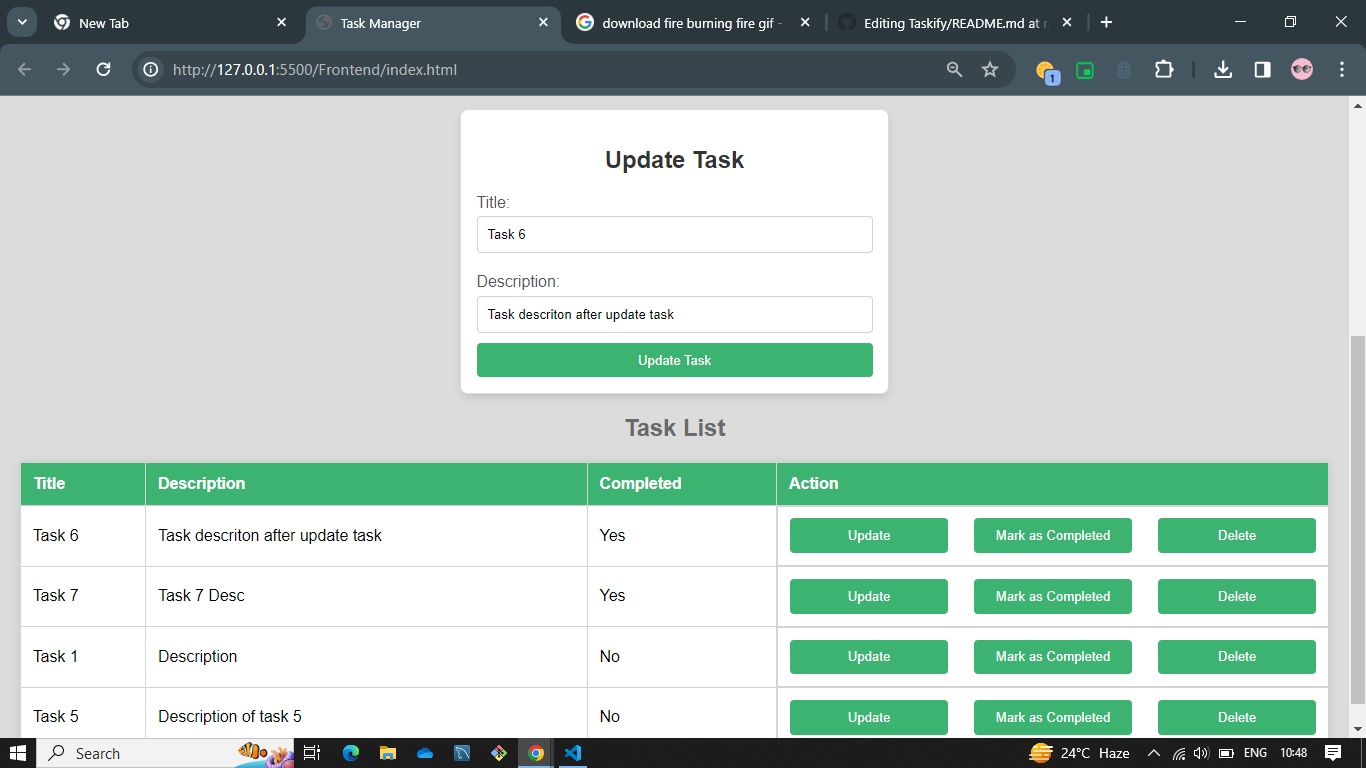 New Tab
Task Manager
download fire burning fire gif -
Editing Taskify/README.md at r
http://127.0.0.1:5500/Frontend/index.html
1
Update Task
Title:
Task 6
Description:
Task descriton after update task
Update Task
Task List
Title Description Completed Action
Task 6 Task descriton after update task Yes Update Mark as Completed Delete
Task 7 Task 7 Desc Yes Update Mark as Completed Delete
Task 1 Description No Update Mark as Completed Delete
Task 5 Description of task 5 No Update Mark as Completed Delete
Search 24°C Haze ENG 10:48